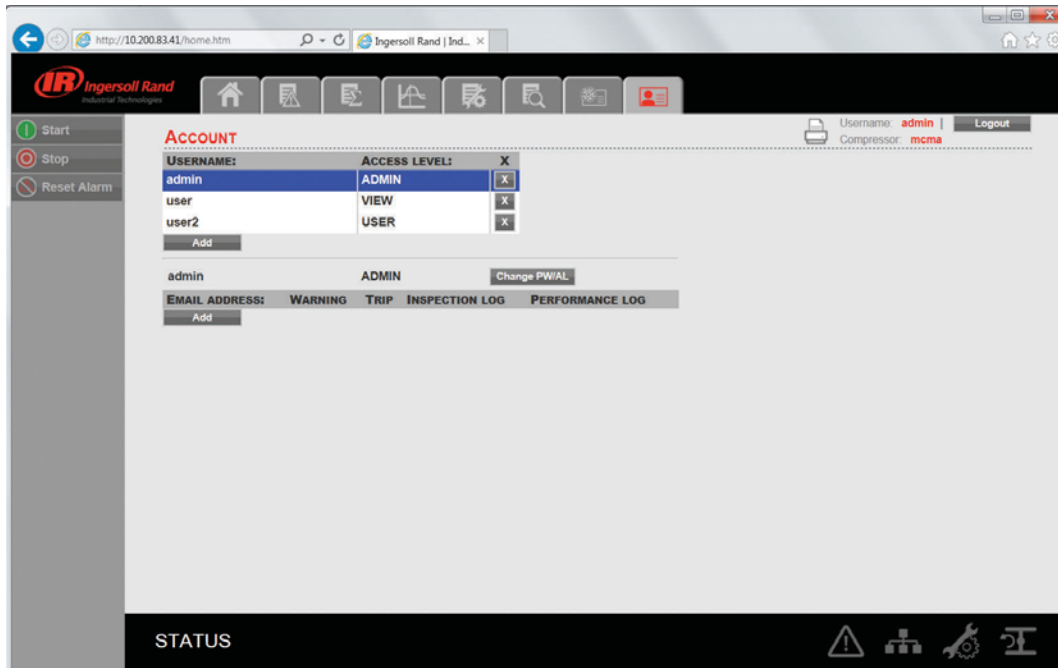 http://10.200.83.41/home.htm
Ingersoll Rand | Ind...
IR Ingersoll Rand
Industrial Technologies
Start
Stop
Reset Alarm
Username: admin | Logout
Compressor: mcma
ACCOUNT
USERNAME: ACCESS LEVEL: X
admin ADMIN X
user VIEW X
user2 USER X
Add
admin ADMIN Change PW/AL
EMAIL ADDRESS: WARNING TRIP INSPECTION LOG PERFORMANCE LOG
Add
STATUS